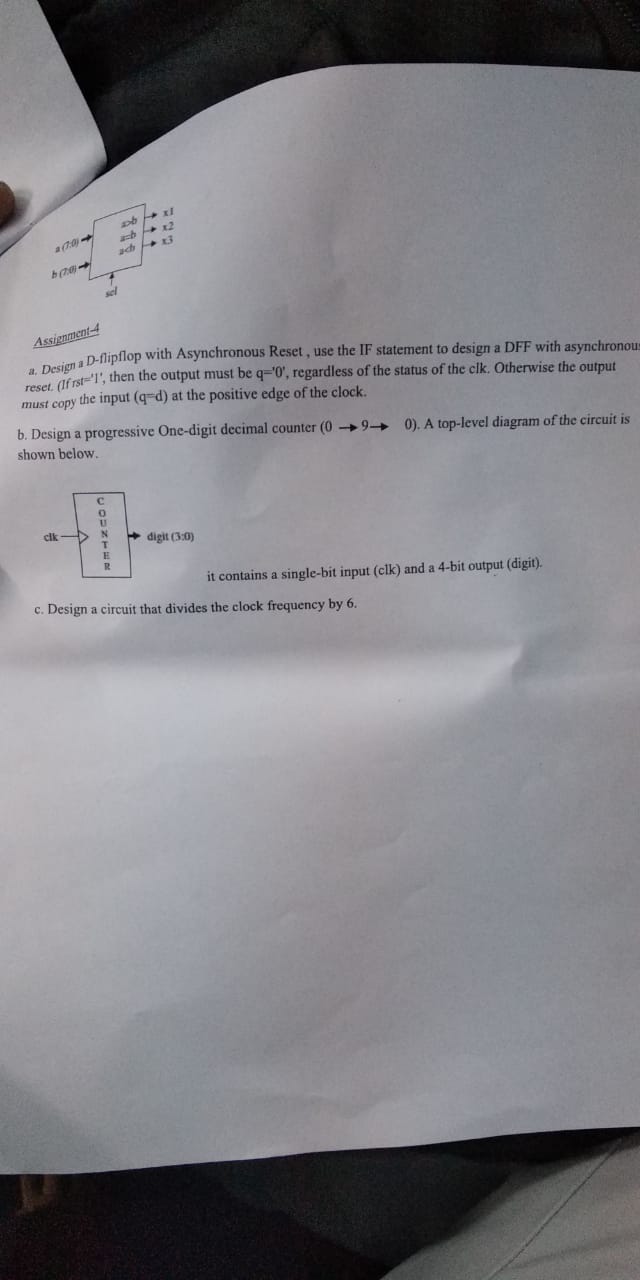 a>b x1
a (7:0) a=b x2
a<b x3
b (7:0)
sel
Assignment-4
a. Design a D-flipflop with Asynchronous Reset , use the IF statement to design a DFF with asynchronous
reset. (If rst='1', then the output must be q='0', regardless of the status of the clk. Otherwise the output
must copy the input (q=d) at the positive edge of the clock.
b. Design a progressive One-digit decimal counter (0 → 9→ 0). A top-level diagram of the circuit is
shown below.
clk COUNTER digit (3:0)
it contains a single-bit input (clk) and a 4-bit output (digit).
c. Design a circuit that divides the clock frequency by 6.